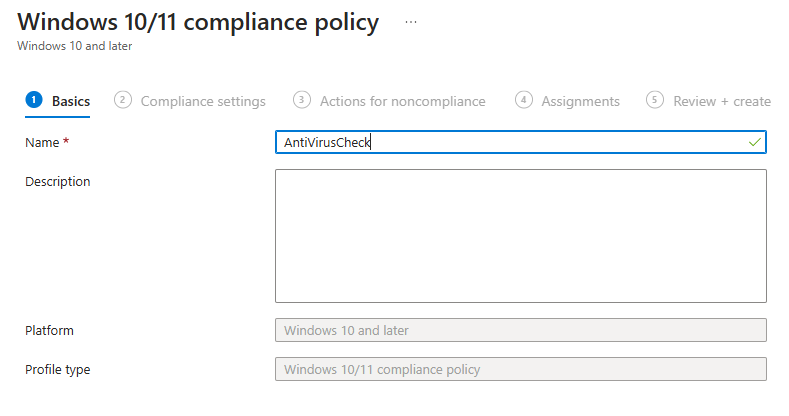 Windows 10/11 compliance policy ...
Windows 10 and later
1 Basics 2 Compliance settings 3 Actions for noncompliance 4 Assignments 5 Review + create
Name * AntiVirusCheck
Description
Platform Windows 10 and later
Profile type Windows 10/11 compliance policy